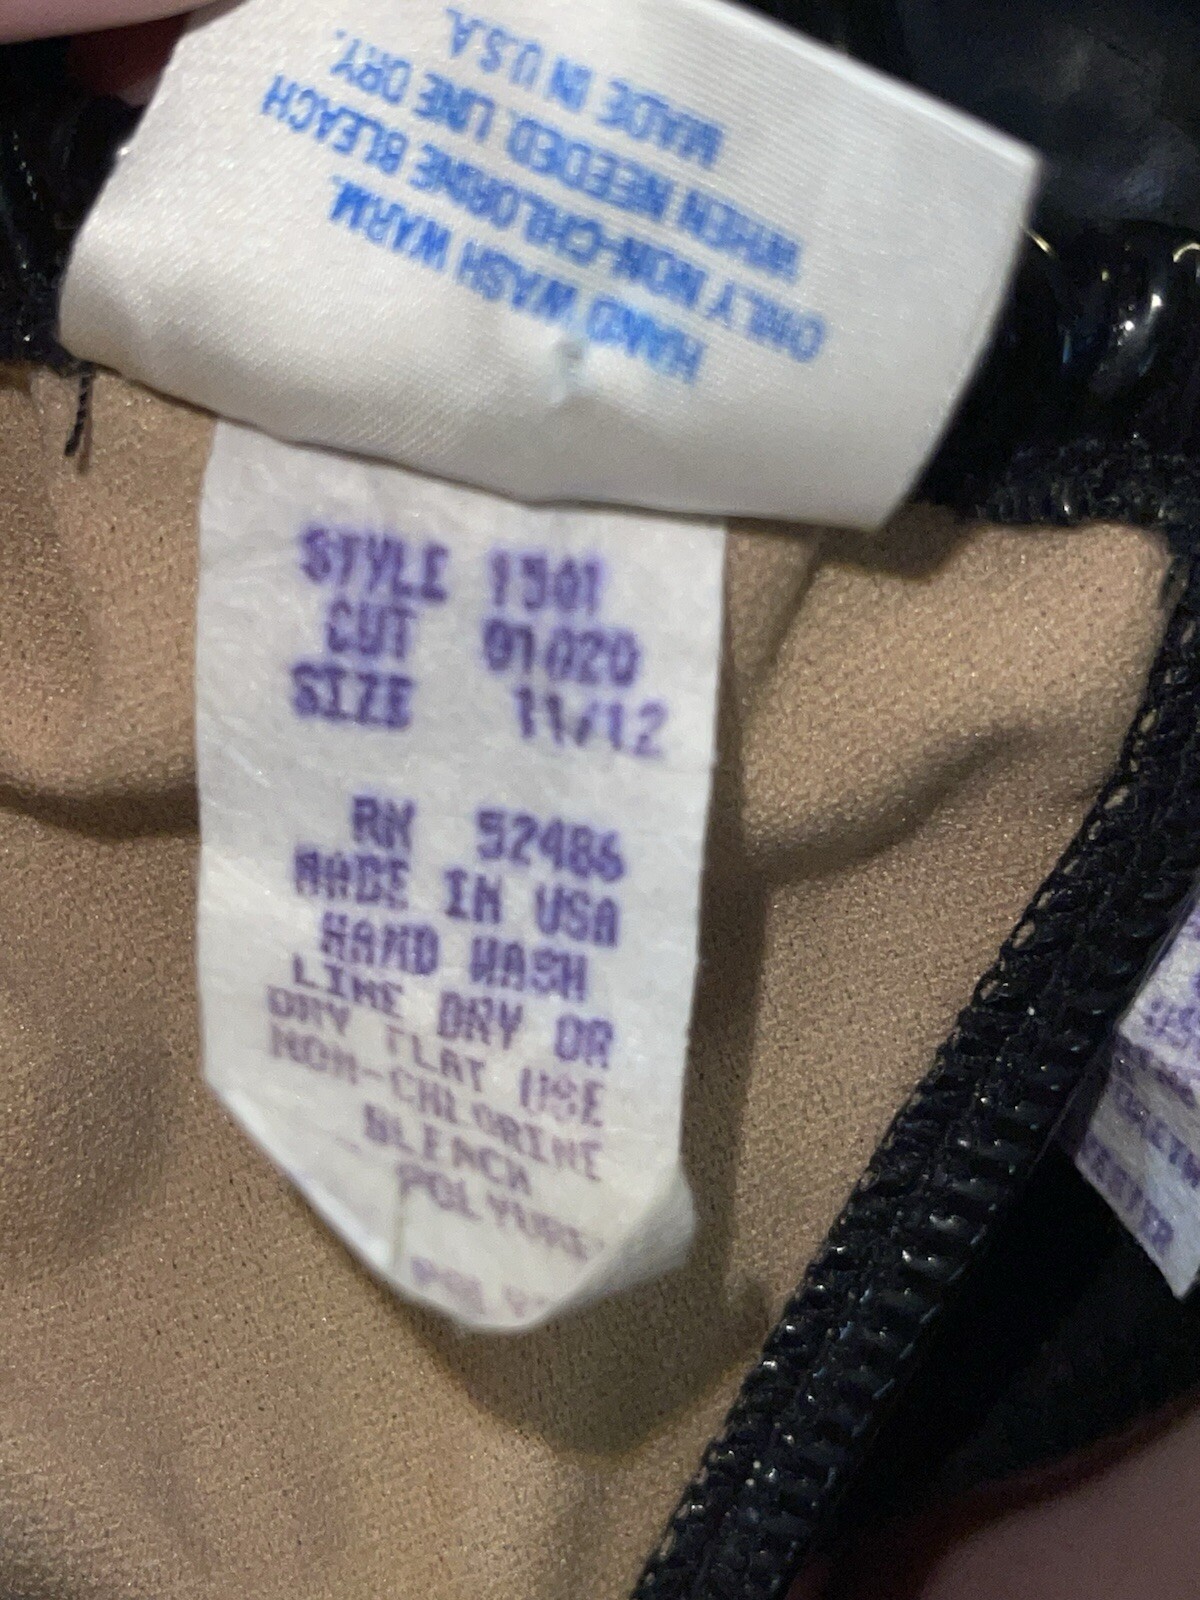 HAND WASH WARM.
ONLY NON-CHLORINE BLEACH
WHEN NEEDED. LINE DRY.
MADE IN U.S.A.
STYLE 1501
CUT 01020
SIZE 11/12
RN 52486
MADE IN USA
HAND WASH
LINE DRY OR
DRY FLAT USE
NON-CHLORINE
BLEACH